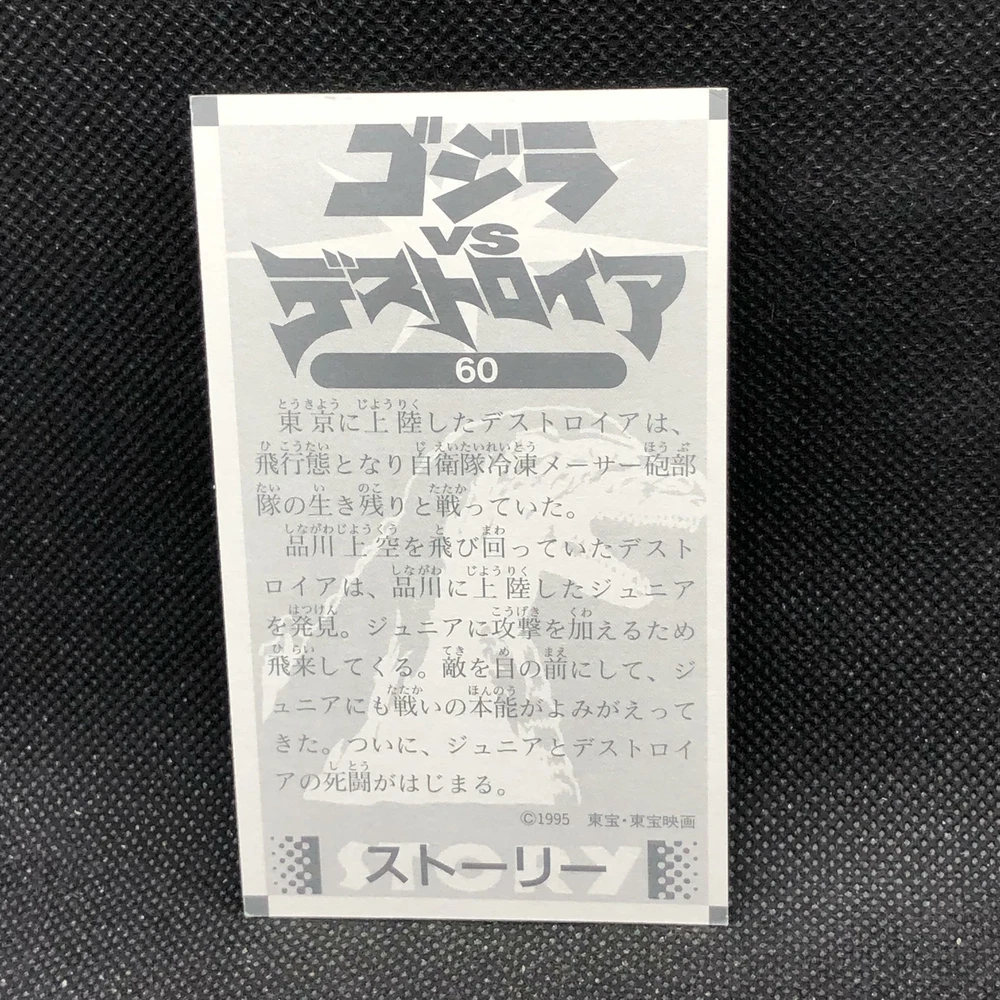 ゴジラ
VS
デストロイア
60
東京に上陸したデストロイアは、
飛行態となり自衛隊冷凍メーサー砲部
隊の生き残りと戦っていた。
品川上空を飛び回っていたデスト
ロイアは、品川に上陸したジュニア
を発見。ジュニアに攻撃を加えるため
飛来してくる。敵を目の前にして、ジ
ュニアにも戦いの本能がよみがえって
きた。ついに、ジュニアとデストロイ
アの死闘がはじまる。
©1995 東宝・東宝映画
ストーリー